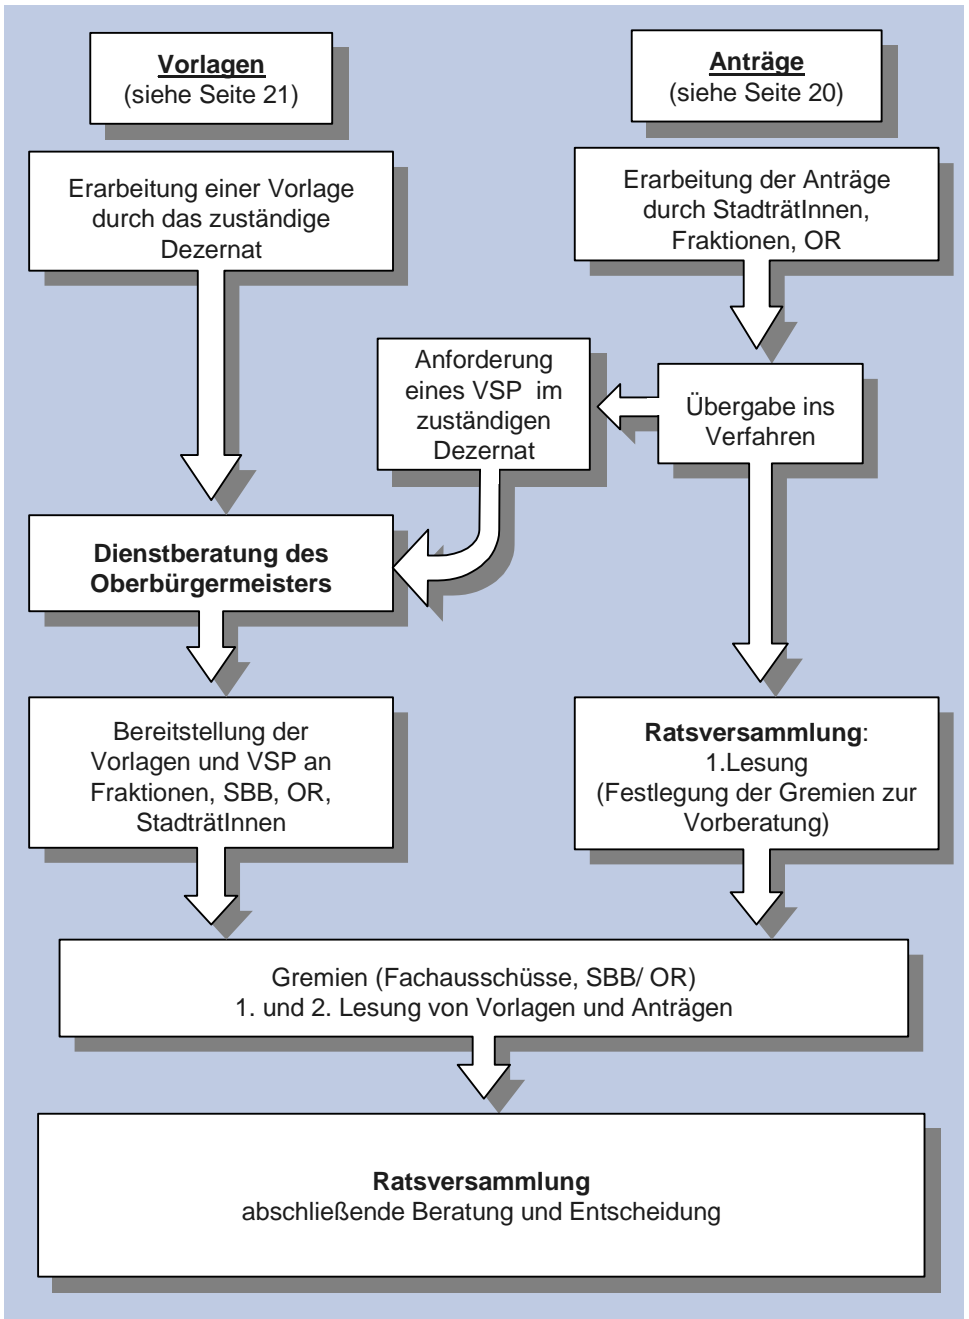 Vorlagen
(siehe Seite 21)
Anträge
(siehe Seite 20)
Erarbeitung einer Vorlage
durch das zuständige
Dezernat
Erarbeitung der Anträge
durch StadträtInnen,
Fraktionen, OR
Anforderung
eines VSP im
zuständigen
Dezernat
Übergabe ins
Verfahren
Dienstberatung des
Oberbürgermeisters
Bereitstellung der
Vorlagen und VSP an
Fraktionen, SBB, OR,
StadträtInnen
Ratsversammlung:
1.Lesung
(Festlegung der Gremien zur
Vorberatung)
Gremien (Fachausschüsse, SBB/ OR)
1. und 2. Lesung von Vorlagen und Anträgen
Ratsversammlung
abschließende Beratung und Entscheidung